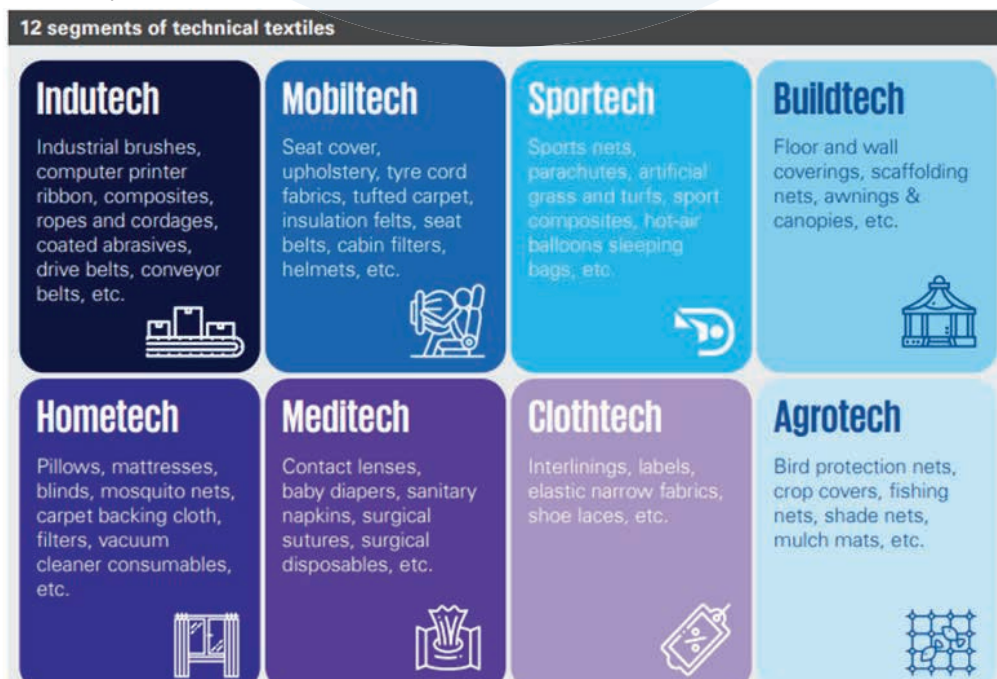 12 segments of technical textiles
Indutech
Industrial brushes,
computer printer
ribbon, composites,
ropes and cordages,
coated abrasives,
drive belts, conveyor
belts, etc.
Mobiltech
Seat cover,
upholstery, tyre cord
fabrics, tufted carpet,
insulation felts, seat
belts, cabin filters,
helmets, etc.
Sportech
Sports nets,
parachutes, artificial
grass and turfs, sport
composites, hot-air
balloons sleeping
bags, etc.
Buildtech
Floor and wall
coverings, scaffolding
nets, awnings &
canopies, etc.
Hometech
Pillows, mattresses,
blinds, mosquito nets,
carpet backing cloth,
filters, vacuum
cleaner consumables,
etc.
Meditech
Contact lenses,
baby diapers, sanitary
napkins, surgical
sutures, surgical
disposables, etc.
Clothtech
Interlinings, labels,
elastic narrow fabrics,
shoe laces, etc.
%
Agrotech
Bird protection nets,
crop covers, fishing
nets, shade nets,
mulch mats, etc.